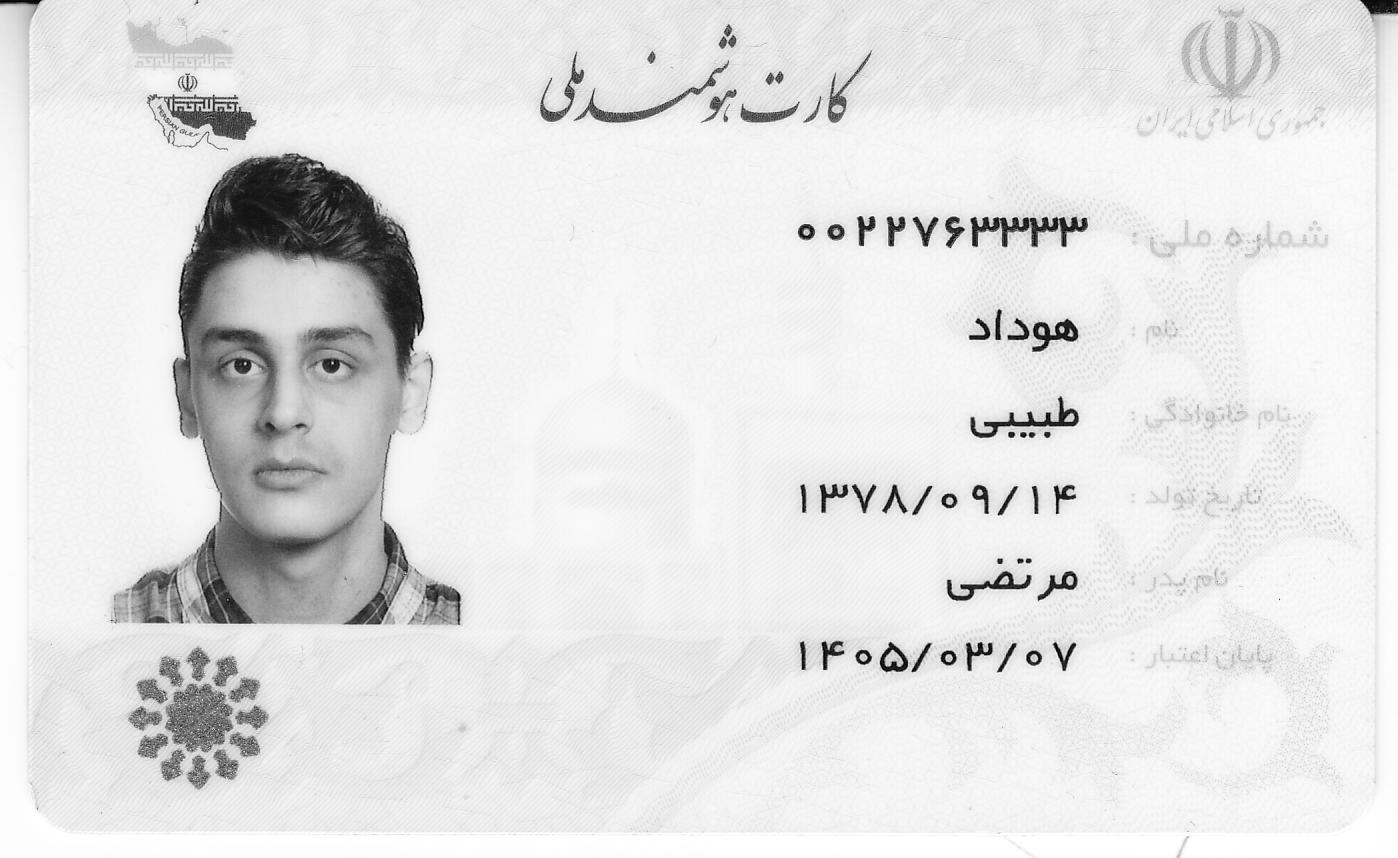 کارت هوشمند ملی
جمهوری اسلامی ایران
PERSIAN GULF
شماره ملی : ۰۰۲۲۷۶۳۳۳۳
نام : هوداد
نام خانوادگی : طبیبی
تاریخ تولد : ۱۳۷۸/۰۹/۱۴
نام پدر : مرتضی
پایان اعتبار : ۱۴۰۵/۰۳/۰۷